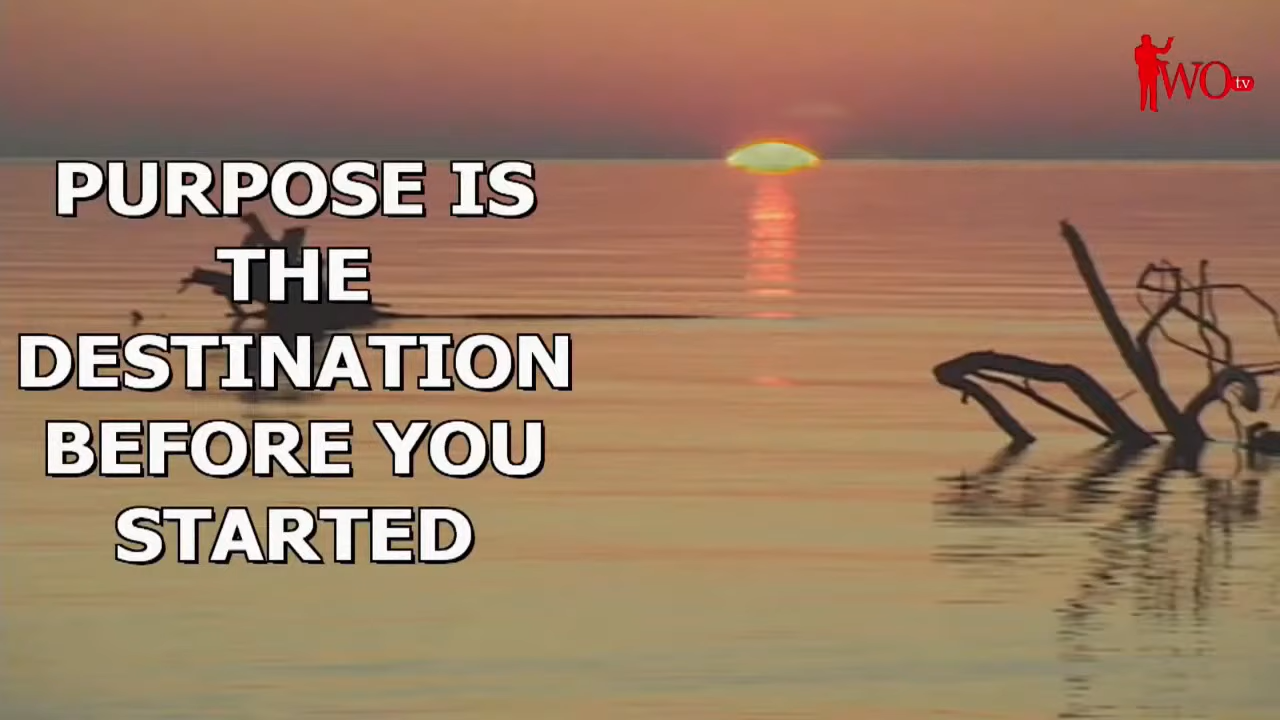 WO tv
PURPOSE IS
THE
DESTINATION
BEFORE YOU
STARTED